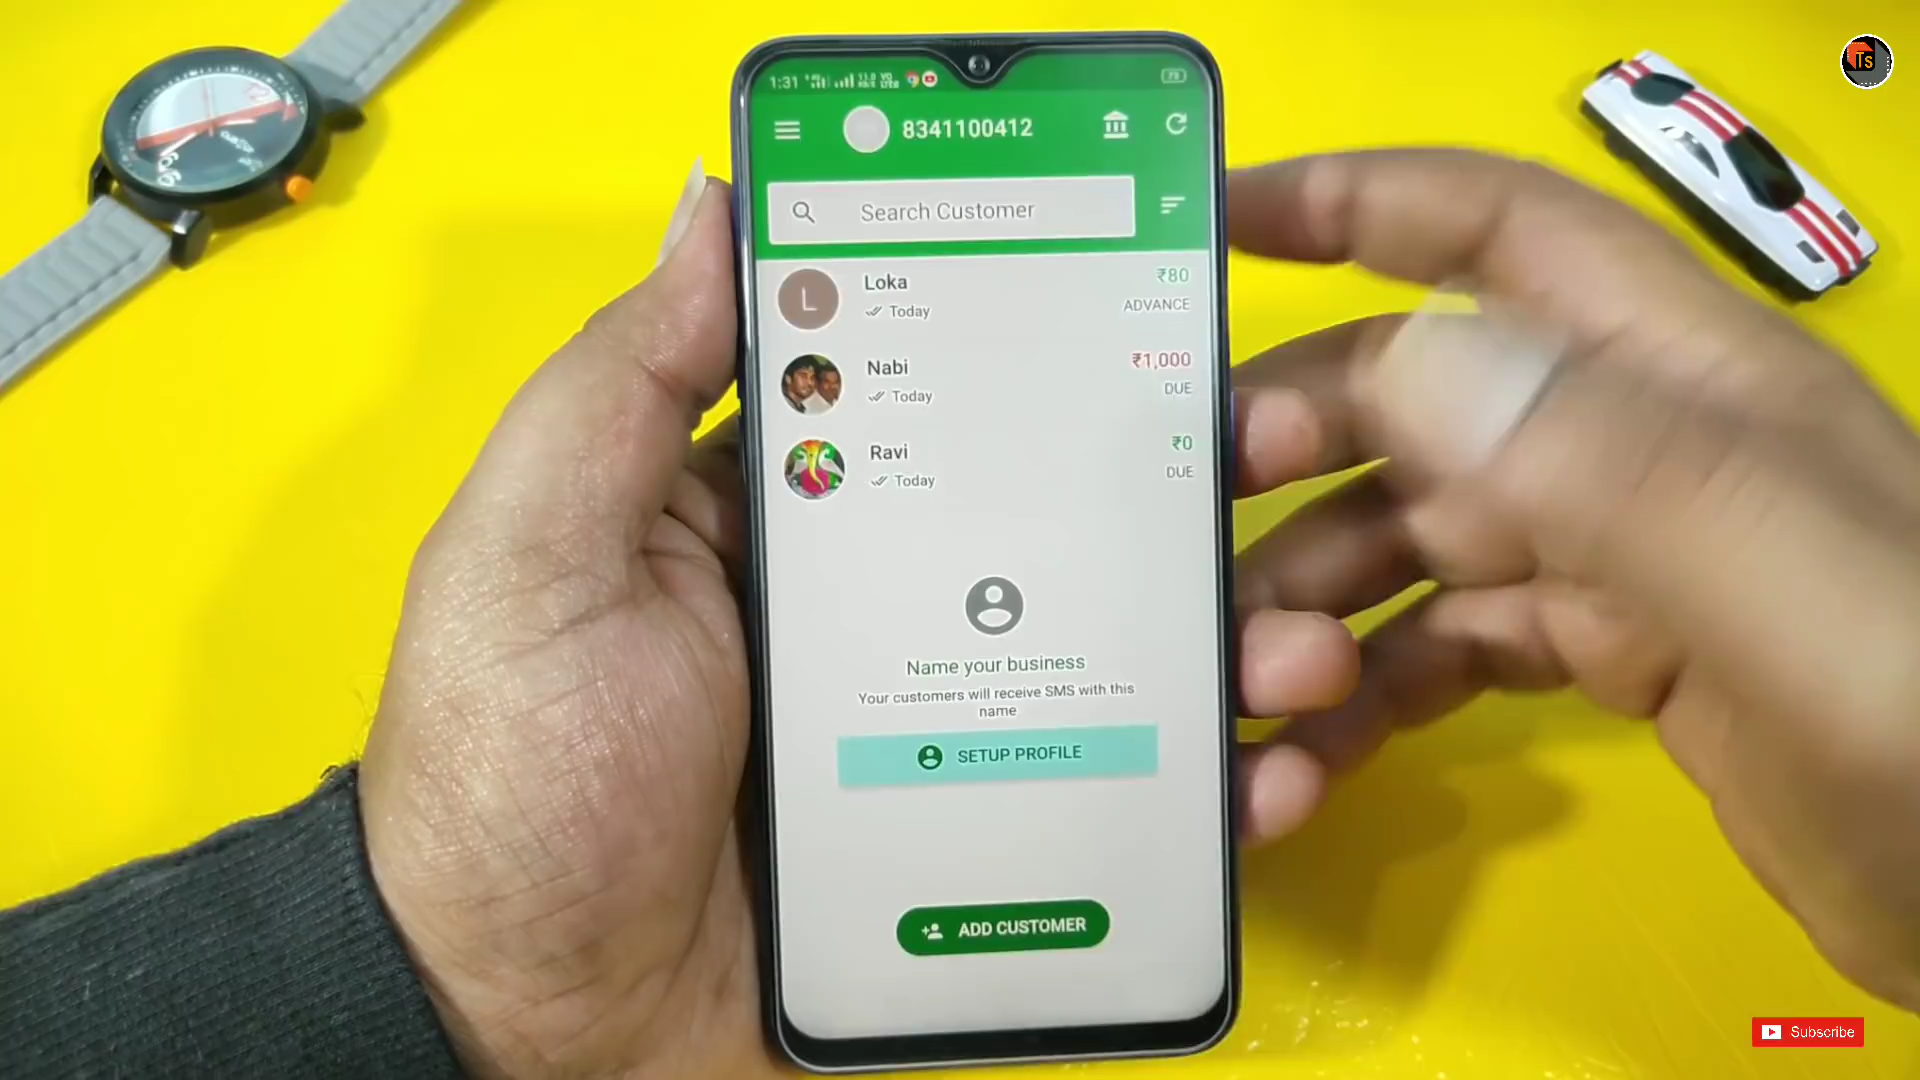 TS
1:31
8341100412
Search Customer
L
Loka
₹80
Today
ADVANCE
Nabi
₹1,000
Today
DUE
Ravi
₹0
Today
DUE
Name your business
Your customers will receive SMS with this
name
SETUP PROFILE
ADD CUSTOMER
Subscribe